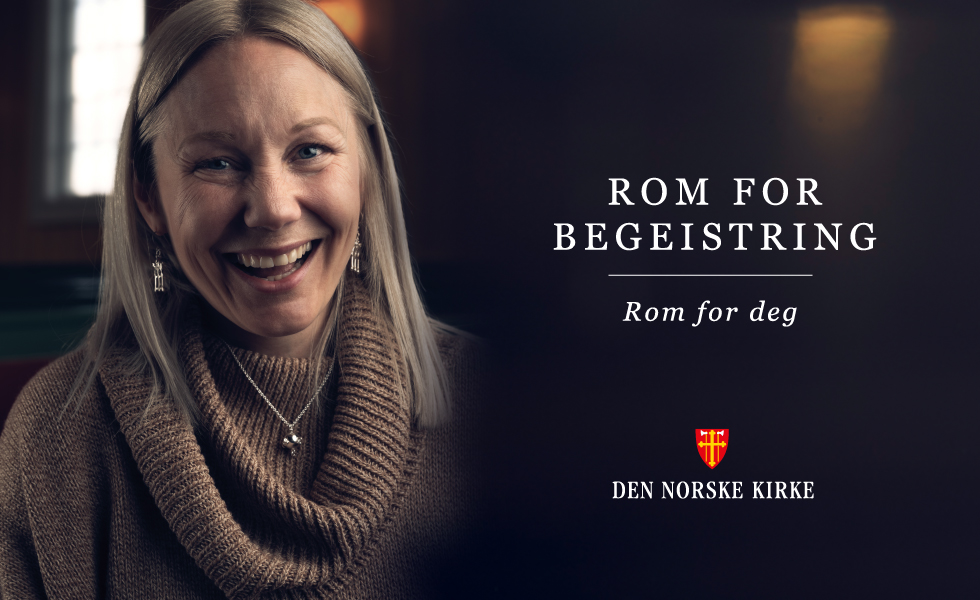 ROM FOR
BEGEISTRING
Rom for deg
DEN NORSKE KIRKE